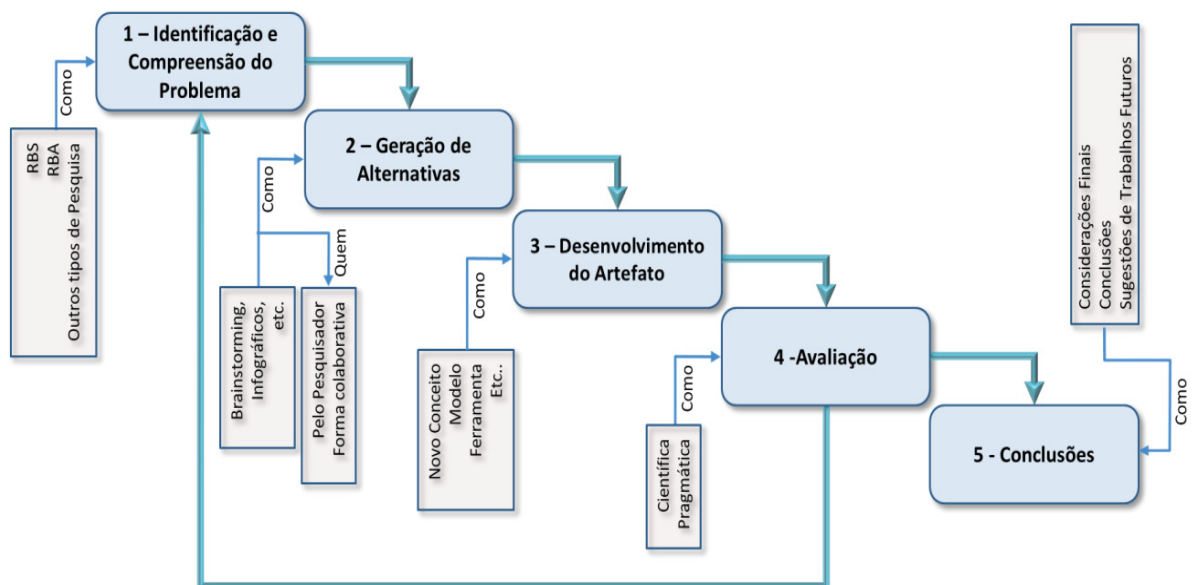 1 – Identificação e
Compreensão do
Problema
Como
RBS
RBA
Outros tipos de Pesquisa
2 – Geração de
Alternativas
Como
Quem
Brainstorming,
Infográficos,
etc.
Pelo Pesquisador
Forma colaborativa
3 – Desenvolvimento
do Artefato
Como
Novo Conceito
Modelo
Ferramenta
Etc..
4 -Avaliação
Como
Científica
Pragmática
5 - Conclusões
Como
Considerações Finais
Conclusões
Sugestões de Trabalhos Futuros